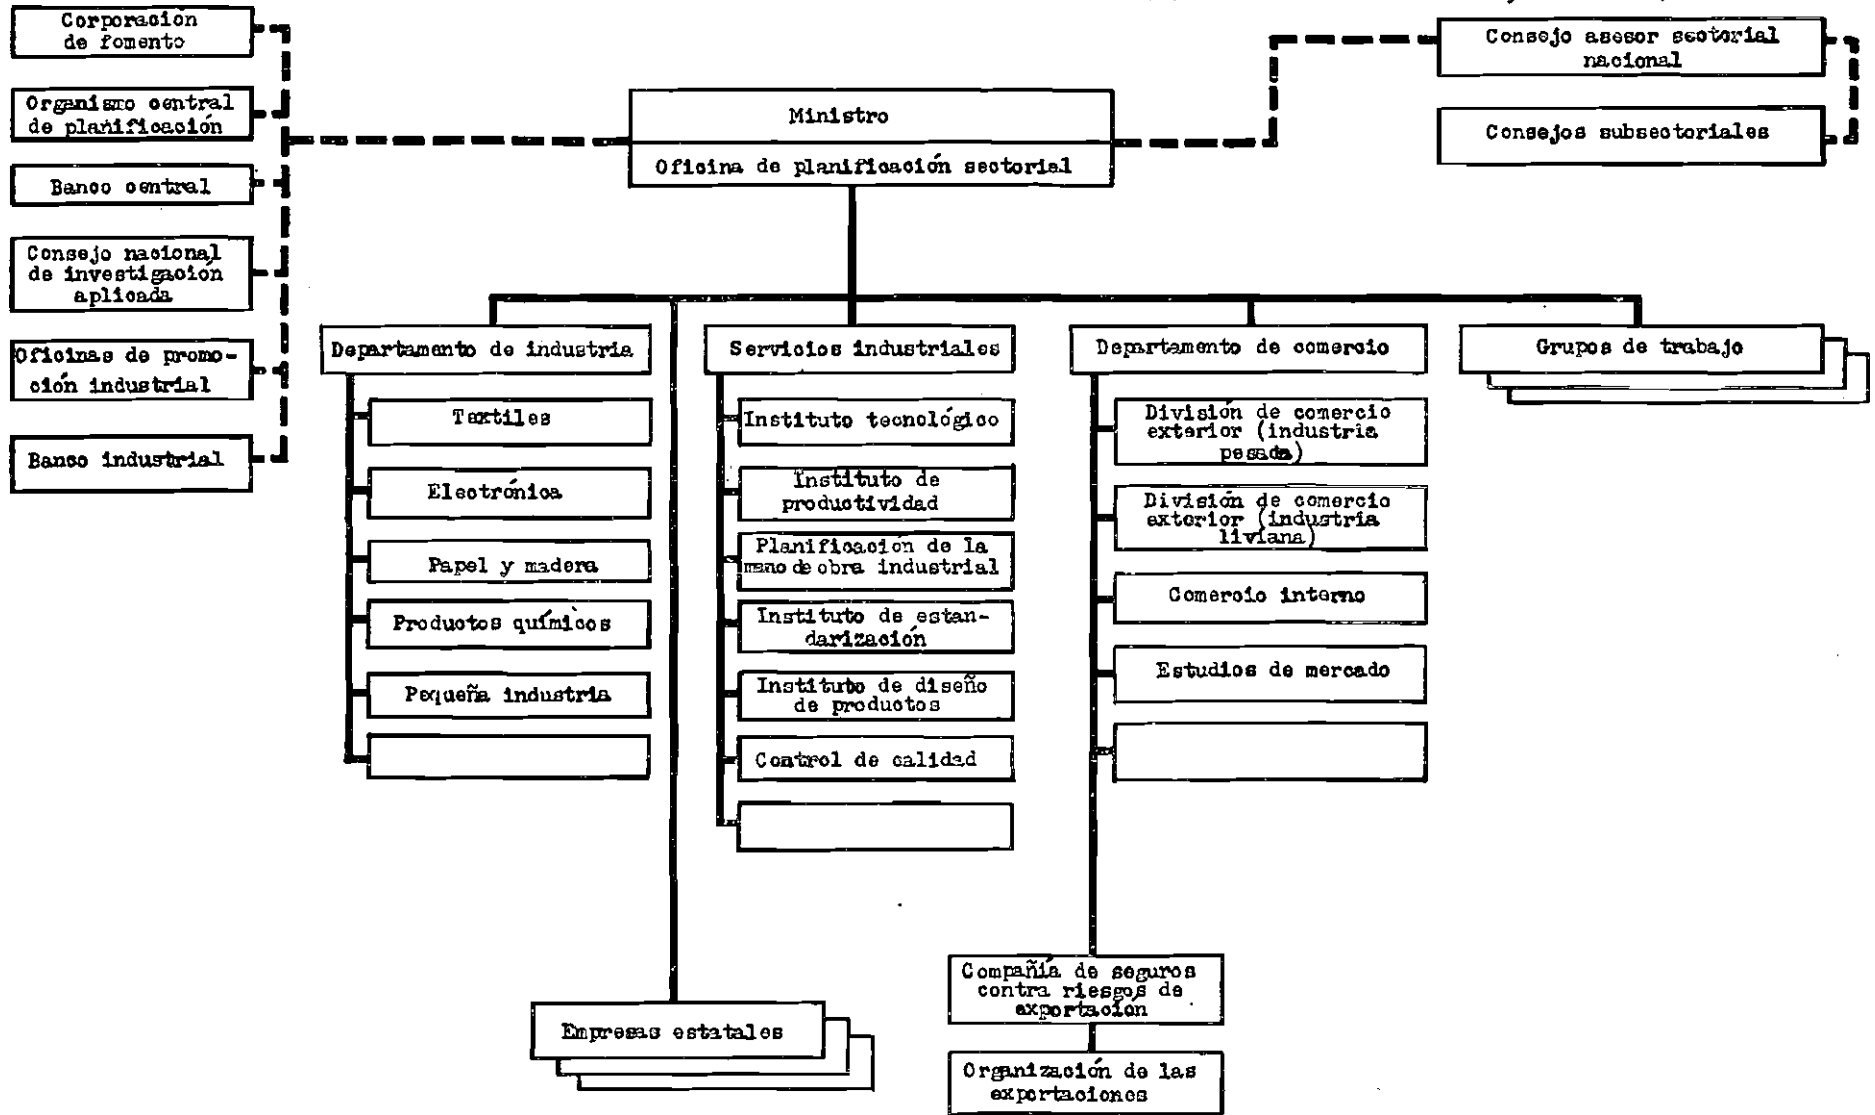 Corporación
de fomento
Organismo central
de planificación
Banco central
Consejo nacional
de investigación
aplicada
Oficinas de promo-
ción industrial
Banco industrial
Ministro
Oficina de planificación sectorial
Consejo asesor sectorial
nacional
Consejos subsectoriales
Departamento de industria
Textiles
Electrónica
Papel y madera
Productos químicos
Pequeña industria
Servicios industriales
Instituto tecnológico
Instituto de
productividad
Planificación de la
mano de obra industrial
Instituto de estan-
darización
Instituto de diseño
de productos
Control de calidad
Departamento de comercio
División de comercio
exterior (industria
pesada)
División de comercio
exterior (industria
liviana)
Comercio interno
Estudios de mercado
Grupos de trabajo
Empresas estatales
Compañía de seguros
contra riesgos de
exportación
Organización de las
exportaciones